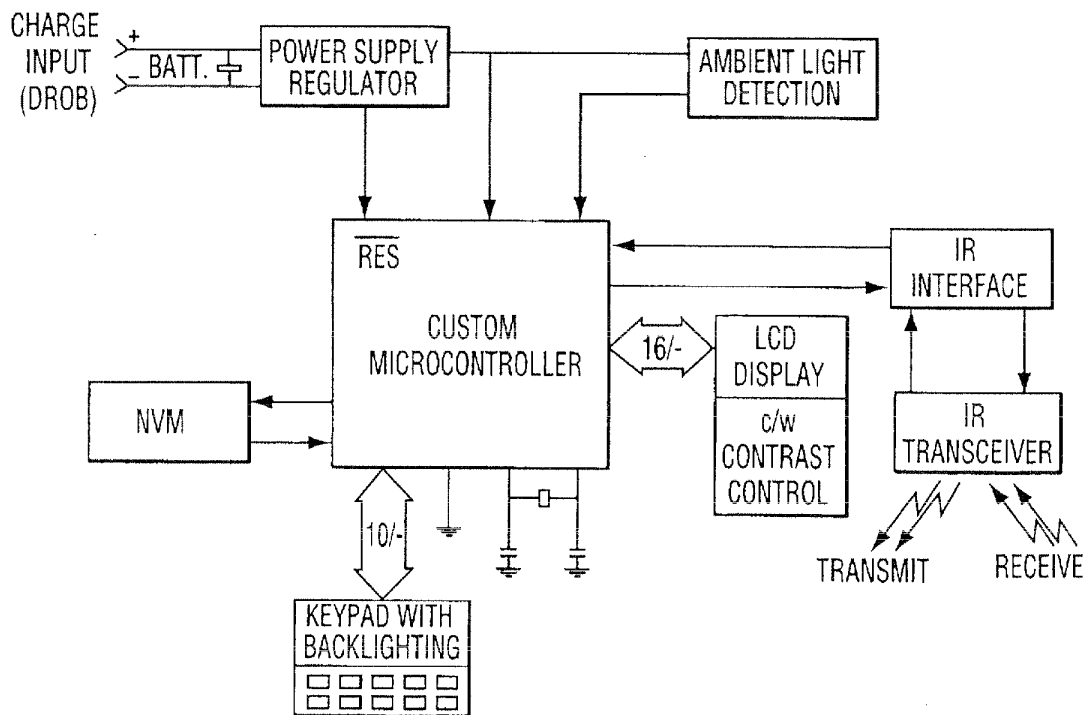 CHARGE
INPUT
(DROB)
+
–
BATT.
POWER SUPPLY
REGULATOR
AMBIENT LIGHT
DETECTION
RES
CUSTOM
MICROCONTROLLER
IR
INTERFACE
16/-
LCD
DISPLAY
c/w
CONTRAST
CONTROL
IR
TRANSCEIVER
NVM
10/-
TRANSMIT
RECEIVE
KEYPAD WITH
BACKLIGHTING